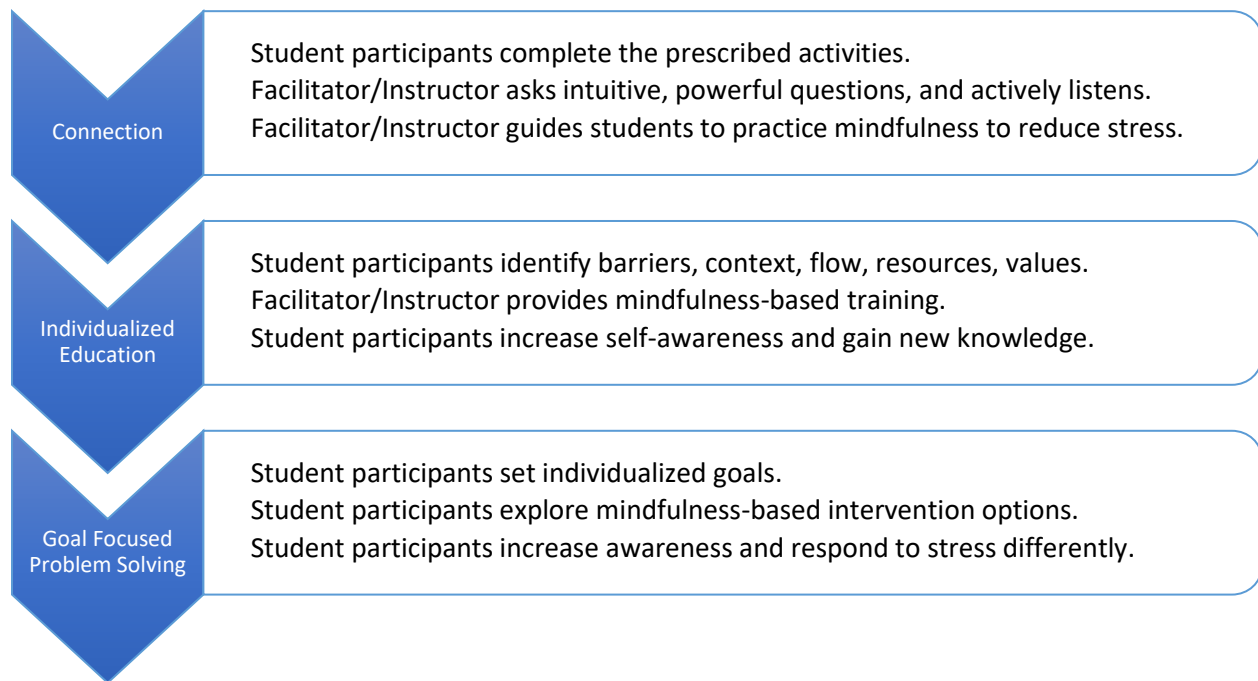 Connection
Student participants complete the prescribed activities.
Facilitator/Instructor asks intuitive, powerful questions, and actively listens.
Facilitator/Instructor guides students to practice mindfulness to reduce stress.
Individualized
Education
Student participants identify barriers, context, flow, resources, values.
Facilitator/Instructor provides mindfulness-based training.
Student participants increase self-awareness and gain new knowledge.
Goal Focused
Problem Solving
Student participants set individualized goals.
Student participants explore mindfulness-based intervention options.
Student participants increase awareness and respond to stress differently.